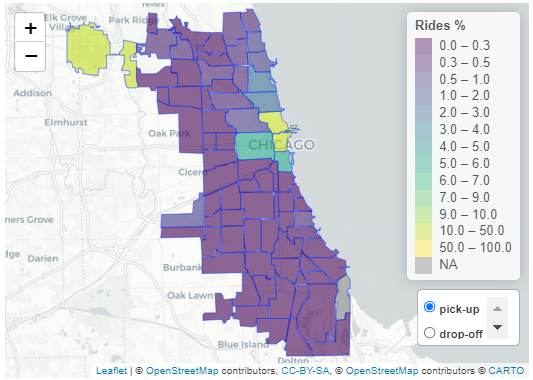 +
−
Niles
Elk Grove
Village
Park Ridge
Addison
Elmhurst
Oak Park
CHICAGO
Cicero
ners Grove
dge
Darien
Burbank
Oak Lawn
Blue Island
Dolton
Rides %
0.0 – 0.3
0.3 – 0.5
0.5 – 1.0
1.0 – 2.0
2.0 – 3.0
3.0 – 4.0
4.0 – 5.0
5.0 – 6.0
6.0 – 7.0
7.0 – 9.0
9.0 – 10.0
10.0 – 50.0
50.0 – 100.0
NA
pick-up
drop-off
Leaflet | © OpenStreetMap contributors, CC-BY-SA, © OpenStreetMap contributors © CARTO